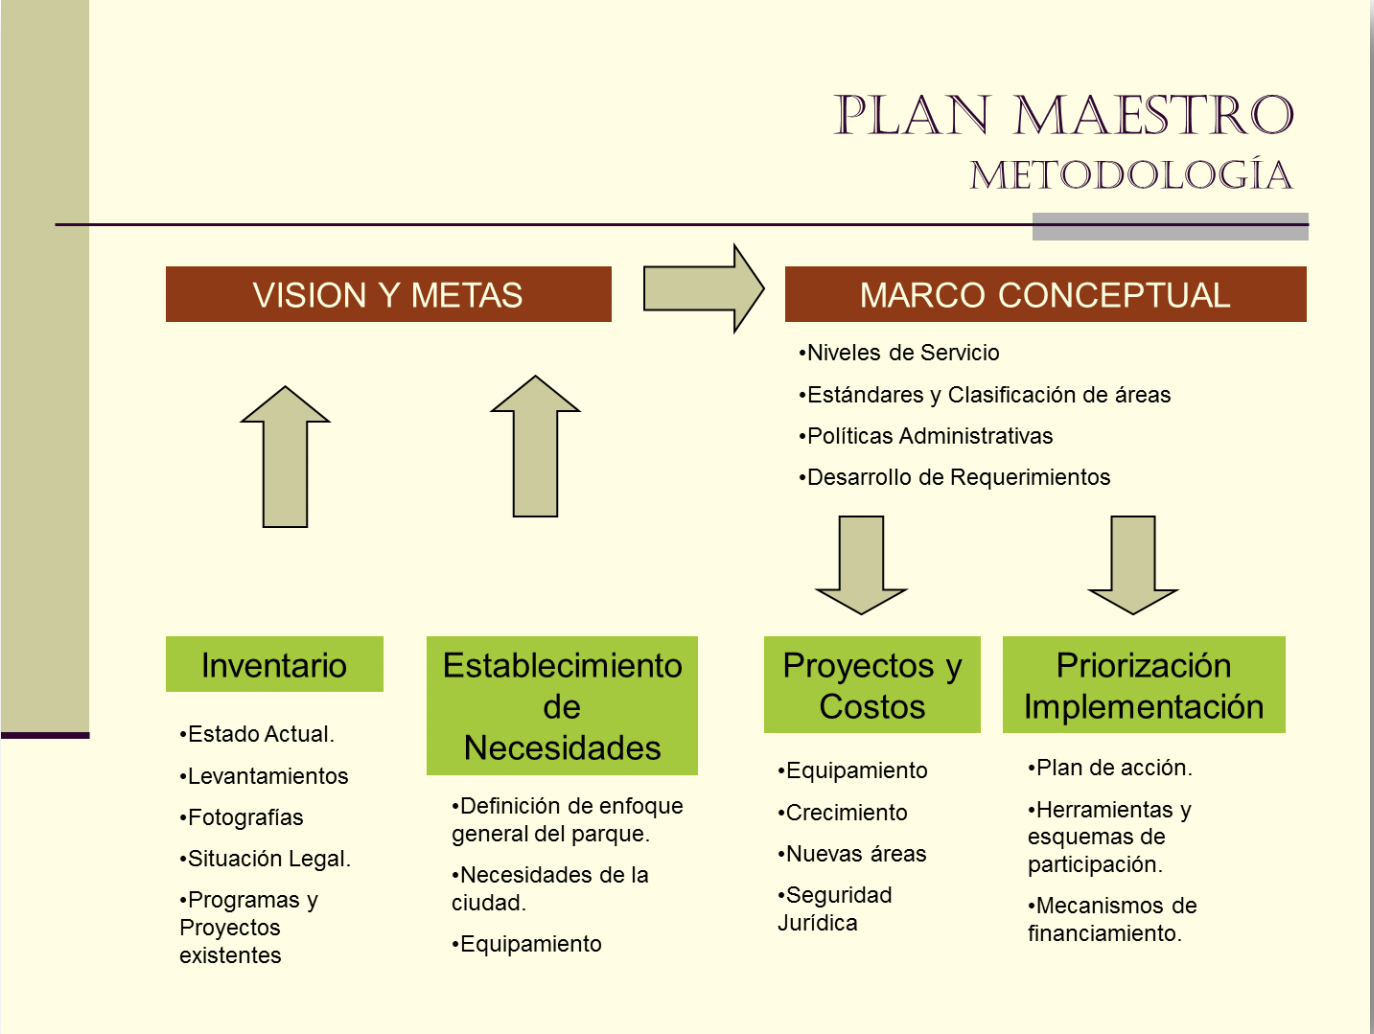 PLAN MAESTRO
METODOLOGÍA
VISION Y METAS
MARCO CONCEPTUAL
•Niveles de Servicio
•Estándares y Clasificación de áreas
•Políticas Administrativas
•Desarrollo de Requerimientos
Inventario
•Estado Actual.
•Levantamientos
•Fotografías
•Situación Legal.
•Programas y
Proyectos
existentes
Establecimiento
de
Necesidades
•Definición de enfoque
general del parque.
•Necesidades de la
ciudad.
•Equipamiento
Proyectos y
Costos
•Equipamiento
•Crecimiento
•Nuevas áreas
•Seguridad
Jurídica
Priorización
Implementación
•Plan de acción.
•Herramientas y
esquemas de
participación.
•Mecanismos de
financiamiento.